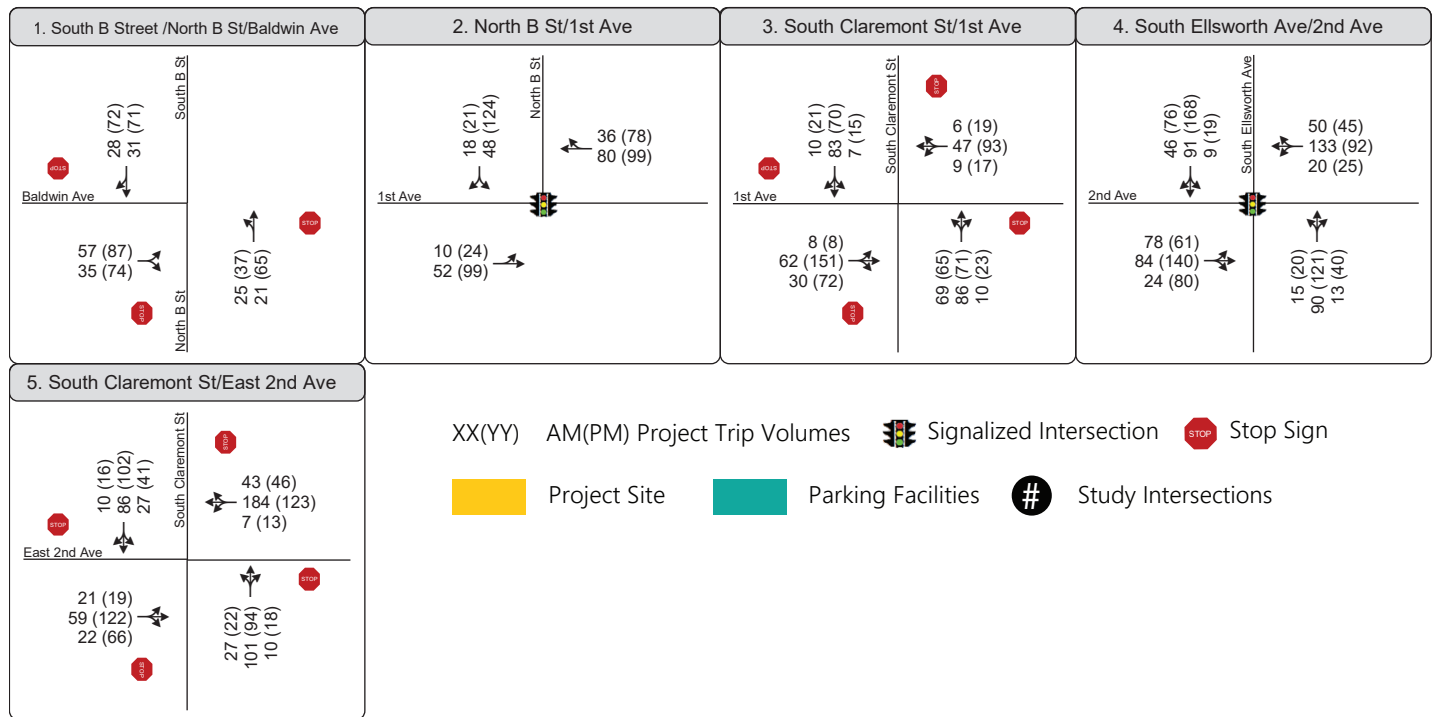 1. South B Street /North B St/Baldwin Ave
South B St
28 (72)
31 (71)
STOP
Baldwin Ave
57 (87)
35 (74)
STOP
25 (37)
21 (65)
STOP
North B St
2. North B St/1st Ave
North B St
18 (21)
48 (124)
36 (78)
80 (99)
1st Ave
10 (24)
52 (99)
3. South Claremont St/1st Ave
South Claremont St
STOP
10 (21)
83 (70)
7 (15)
6 (19)
47 (93)
9 (17)
STOP
1st Ave
8 (8)
62 (151)
30 (72)
STOP
69 (65)
86 (71)
10 (23)
STOP
4. South Ellsworth Ave/2nd Ave
South Ellsworth Ave
46 (76)
91 (168)
9 (19)
50 (45)
133 (92)
20 (25)
2nd Ave
78 (61)
84 (140)
24 (80)
15 (20)
90 (121)
13 (40)
5. South Claremont St/East 2nd Ave
South Claremont St
STOP
10 (16)
86 (102)
27 (41)
43 (46)
184 (123)
7 (13)
STOP
East 2nd Ave
21 (19)
59 (122)
22 (66)
STOP
27 (22)
101 (94)
10 (18)
STOP
XX(YY) AM(PM) Project Trip Volumes Signalized Intersection STOP Stop Sign
Project Site Parking Facilities # Study Intersections